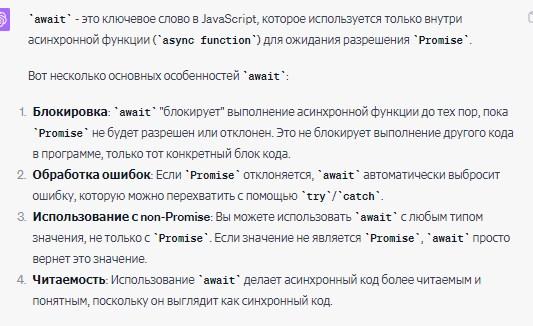 `await` - это ключевое слово в JavaScript, которое используется только внутри
асинхронной функции (`async function`) для ожидания разрешения `Promise`.
Вот несколько основных особенностей `await`:
1. Блокировка: `await` "блокирует" выполнение асинхронной функции до тех пор, пока
`Promise` не будет разрешен или отклонен. Это не блокирует выполнение другого кода
в программе, только тот конкретный блок кода.
2. Обработка ошибок: Если `Promise` отклоняется, `await` автоматически выбросит
ошибку, которую можно перехватить с помощью `try`/`catch`.
3. Использование с non-Promise: Вы можете использовать `await` с любым типом
значения, не только с `Promise`. Если значение не является `Promise`, `await` просто
вернет это значение.
4. Читаемость: Использование `await` делает асинхронный код более читаемым и
понятным, поскольку он выглядит как синхронный код.